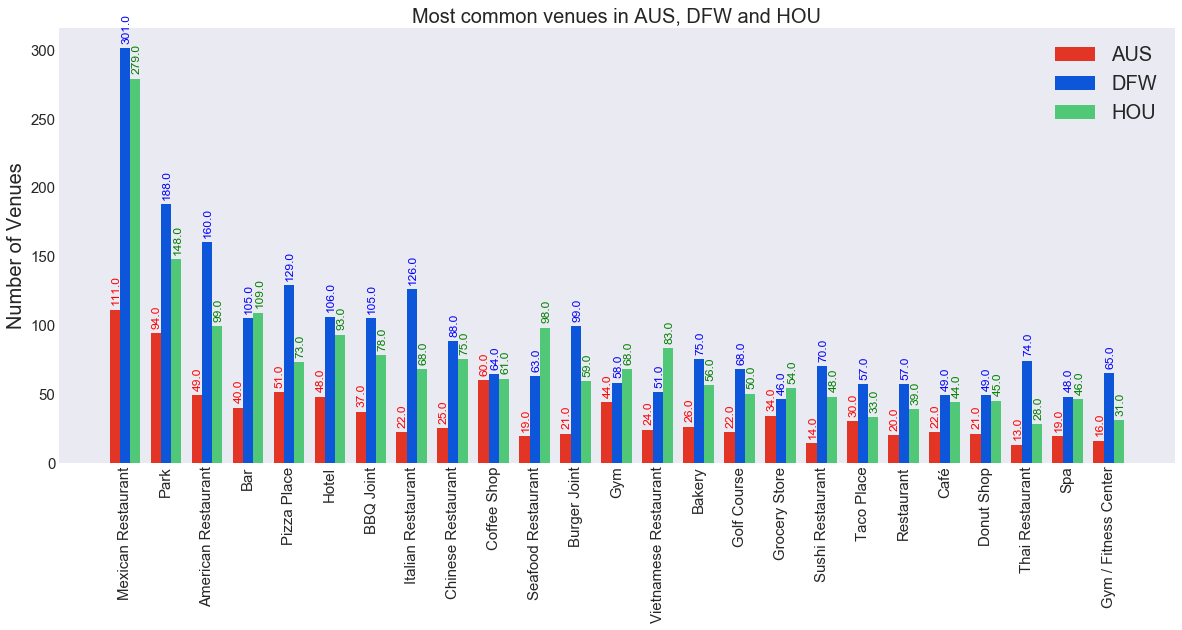 Most common venues in AUS, DFW and HOU
Number of Venues
300
250
200
150
100
50
0
AUS
DFW
HOU
111.0
301.0
279.0
94.0
188.0
148.0
49.0
160.0
99.0
40.0
105.0
109.0
51.0
129.0
73.0
48.0
106.0
93.0
37.0
105.0
78.0
22.0
126.0
68.0
25.0
88.0
75.0
60.0
64.0
61.0
19.0
63.0
98.0
21.0
99.0
59.0
44.0
58.0
68.0
24.0
51.0
83.0
26.0
75.0
56.0
22.0
68.0
50.0
34.0
46.0
54.0
14.0
70.0
48.0
30.0
57.0
33.0
20.0
57.0
39.0
22.0
49.0
44.0
21.0
49.0
45.0
13.0
74.0
28.0
19.0
48.0
46.0
16.0
65.0
31.0
Mexican Restaurant
Park
American Restaurant
Bar
Pizza Place
Hotel
BBQ Joint
Italian Restaurant
Chinese Restaurant
Coffee Shop
Seafood Restaurant
Burger Joint
Gym
Vietnamese Restaurant
Bakery
Golf Course
Grocery Store
Sushi Restaurant
Taco Place
Restaurant
Café
Donut Shop
Thai Restaurant
Spa
Gym / Fitness Center